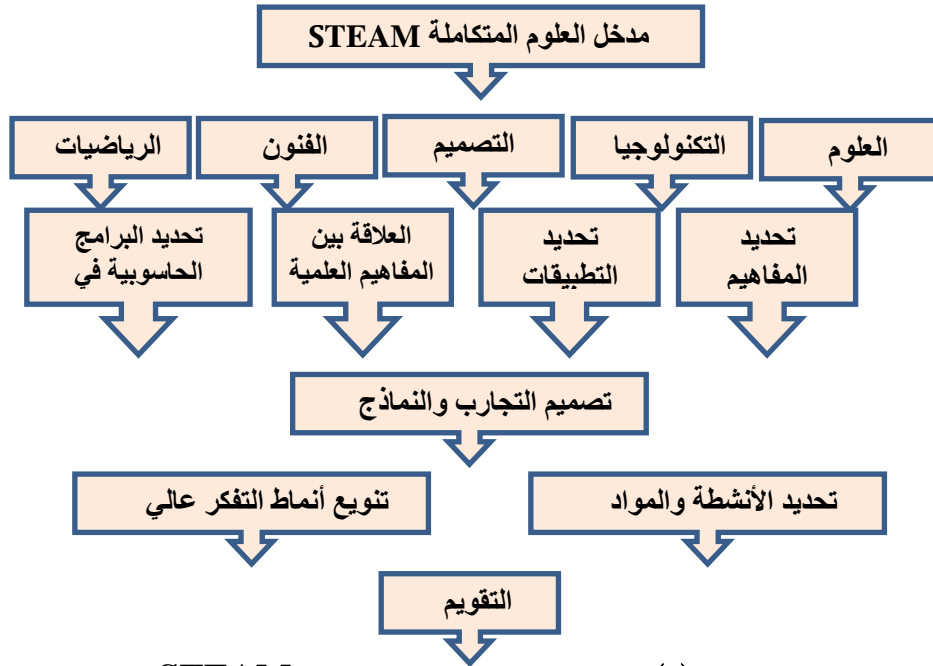 مدخل العلوم المتكاملة STEAM
العلوم
التكنولوجيا
التصميم
الفنون
الرياضيات
تحديد
المفاهيم
تحديد
التطبيقات
العلاقة بين
المفاهيم العلمية
تحديد البرامج
الحاسوبية في
تصميم التجارب والنماذج
تحديد الأنشطة والمواد
تنويع أنماط التفكر عالي
التقويم
STEAM